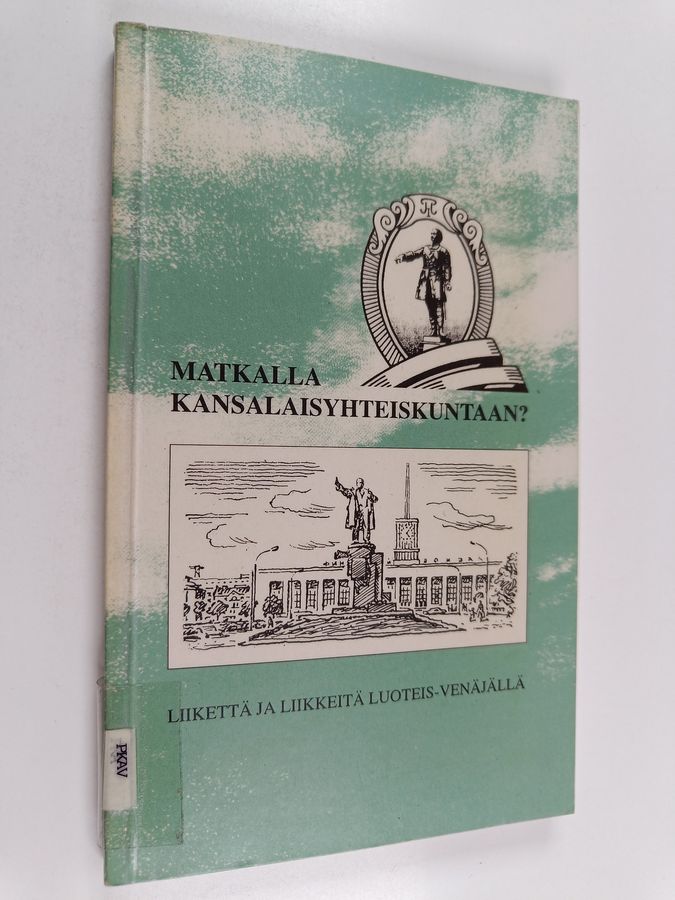 MATKALLA
KANSALAISYHTEISKUNTAAN?
LIIKETTÄ JA LIIKKEITÄ LUOTEIS-VENÄJÄLLÄ
PKAV